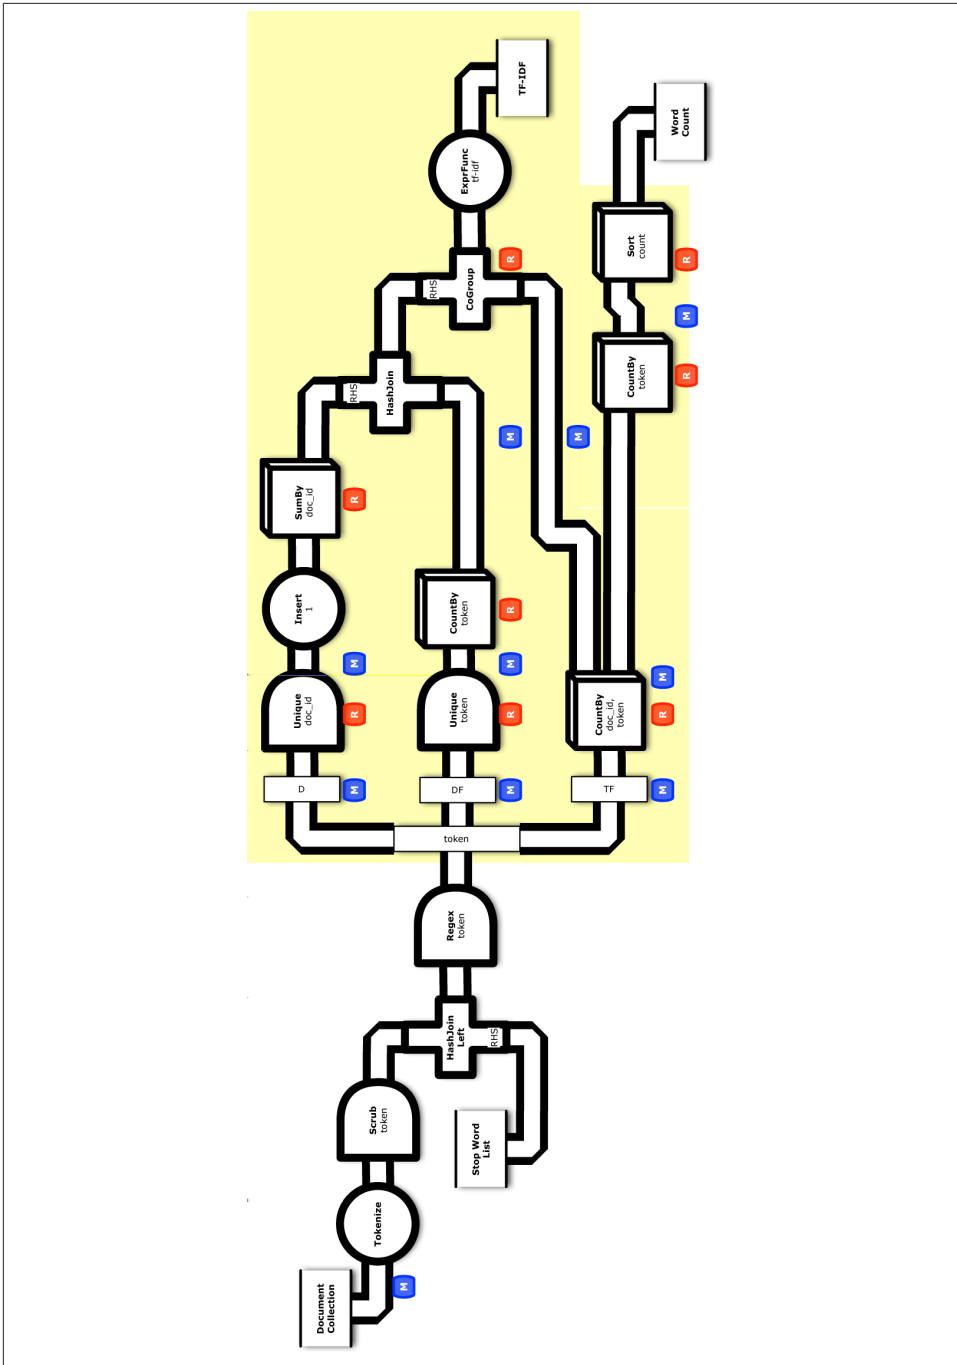 Document
Collection
M
Tokenize
Scrub
token
Stop Word
List
HashJoin
Left
RHS
Regex
token
token
D
M
DF
M
TF
M
Unique
doc_id
R
M
Insert
1
SumBy
doc_id
R
Unique
token
R
M
CountBy
token
R
CountBy
doc_id,
token
R
M
RHS
HashJoin
M
M
RHS
CoGroup
R
ExprFunc
tf-idf
TF-IDF
CountBy
token
R
M
Sort
count
R
Word
Count